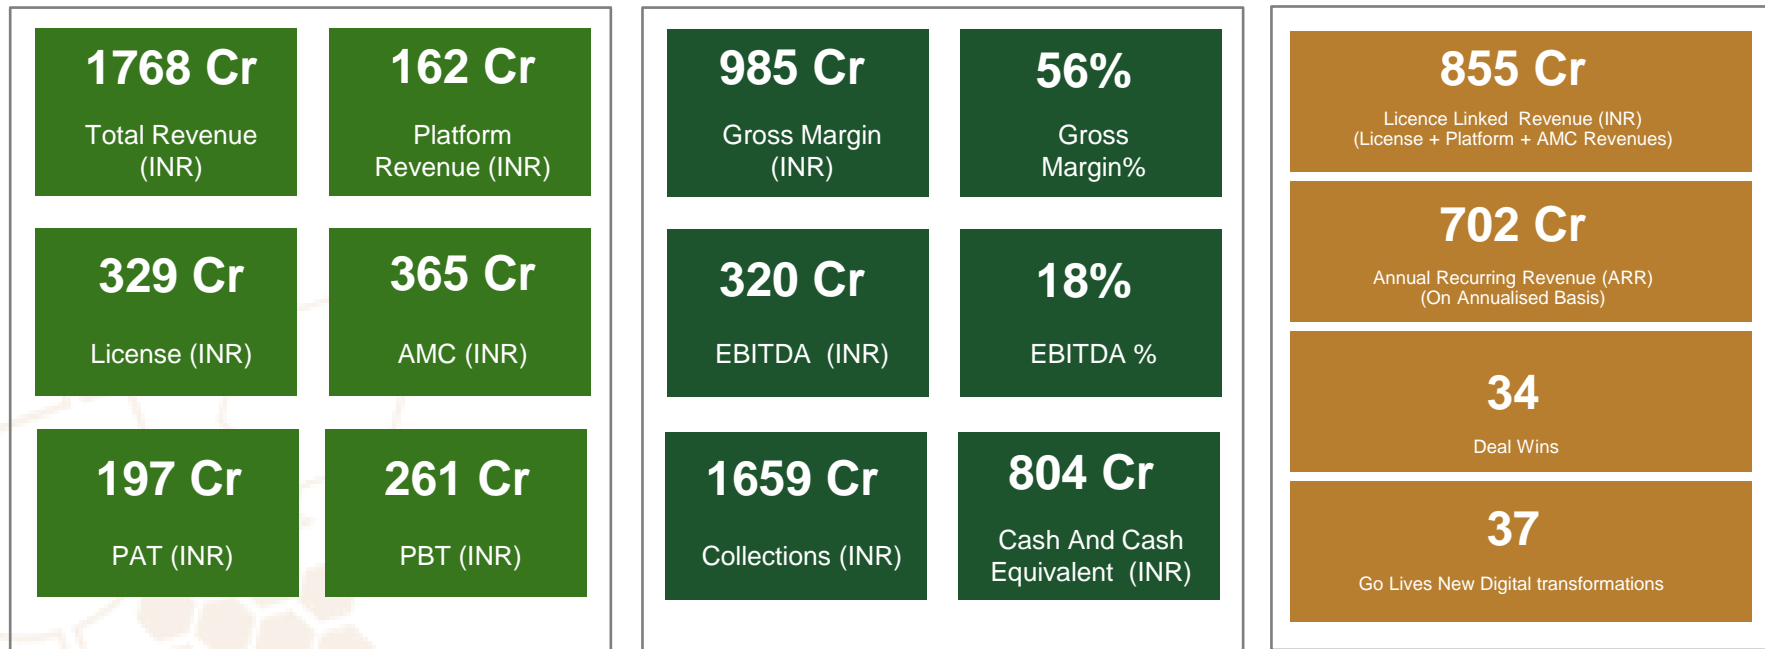 1768 Cr
Total Revenue
(INR)
162 Cr
Platform
Revenue (INR)
329 Cr
License (INR)
365 Cr
AMC (INR)
197 Cr
PAT (INR)
261 Cr
PBT (INR)
985 Cr
Gross Margin
(INR)
56%
Gross
Margin%
320 Cr
EBITDA (INR)
18%
EBITDA %
1659 Cr
Collections (INR)
804 Cr
Cash And Cash
Equivalent (INR)
855 Cr
Licence Linked Revenue (INR)
(License + Platform + AMC Revenues)
702 Cr
Annual Recurring Revenue (ARR)
(On Annualised Basis)
34
Deal Wins
37
Go Lives New Digital transformations